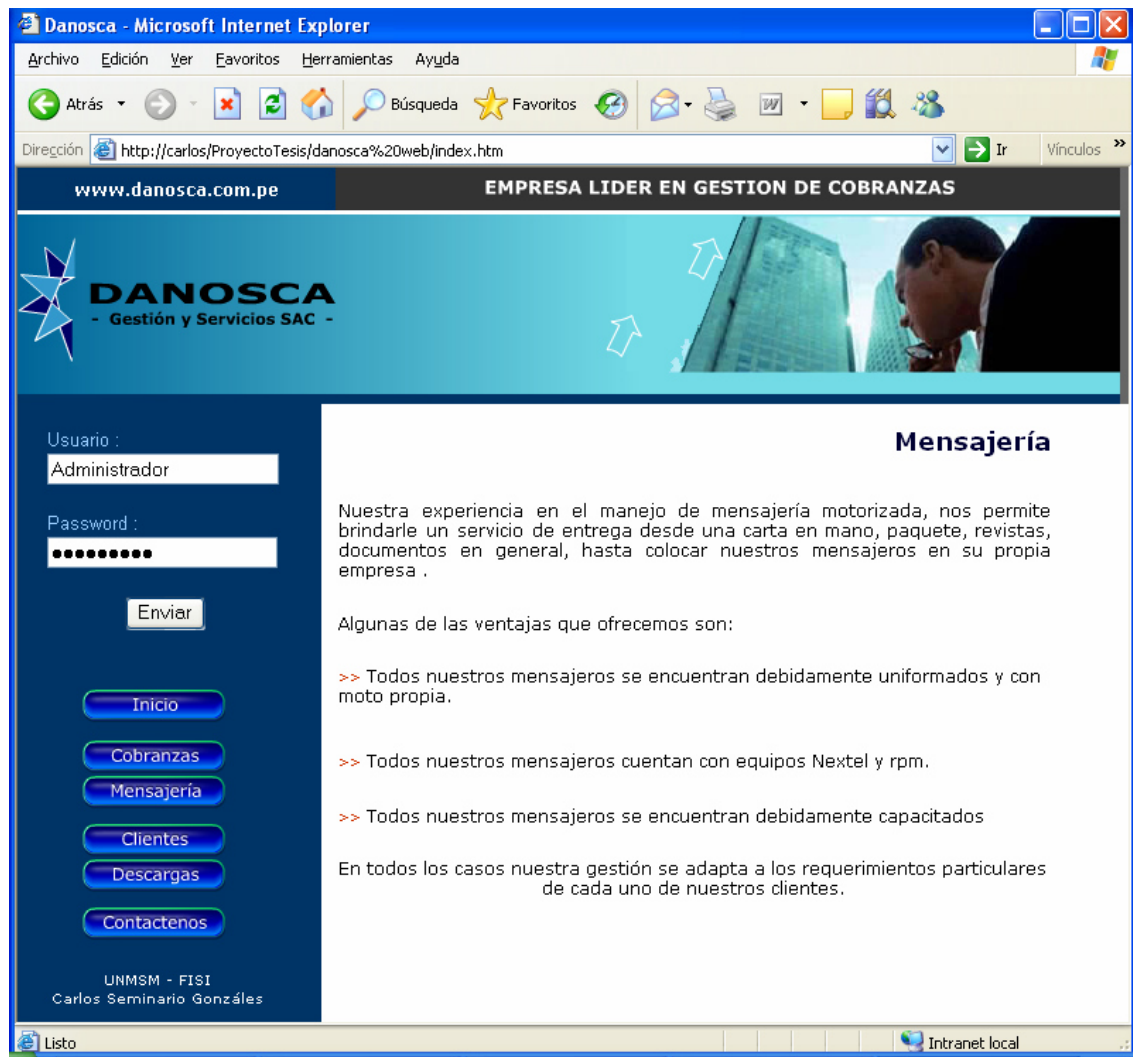 Danosca - Microsoft Internet Explorer
Archivo Edición Ver Favoritos Herramientas Ayuda
Atrás Búsqueda Favoritos
Dirección http://carlos/ProyectoTesis/danosca%20web/index.htm Ir Vínculos »
www.danosca.com.pe EMPRESA LIDER EN GESTION DE COBRANZAS
DANOSCA
- Gestión y Servicios SAC -
Usuario :
Administrador
Password :
●●●●●●●●●
Enviar
Inicio
Cobranzas
Mensajería
Clientes
Descargas
Contactenos
UNMSM - FISI
Carlos Seminario Gonzáles
Mensajería
Nuestra experiencia en el manejo de mensajería motorizada, nos permite
brindarle un servicio de entrega desde una carta en mano, paquete, revistas,
documentos en general, hasta colocar nuestros mensajeros en su propia
empresa .
Algunas de las ventajas que ofrecemos son:
>> Todos nuestros mensajeros se encuentran debidamente uniformados y con
moto propia.
>> Todos nuestros mensajeros cuentan con equipos Nextel y rpm.
>> Todos nuestros mensajeros se encuentran debidamente capacitados
En todos los casos nuestra gestión se adapta a los requerimientos particulares
de cada uno de nuestros clientes.
Listo Intranet local